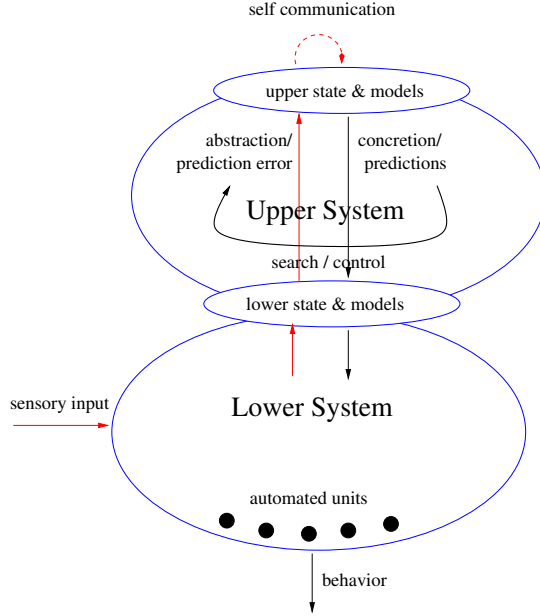 self communication
upper state & models
abstraction/
prediction error
concretion/
predictions
Upper System
search / control
lower state & models
sensory input
Lower System
automated units
behavior